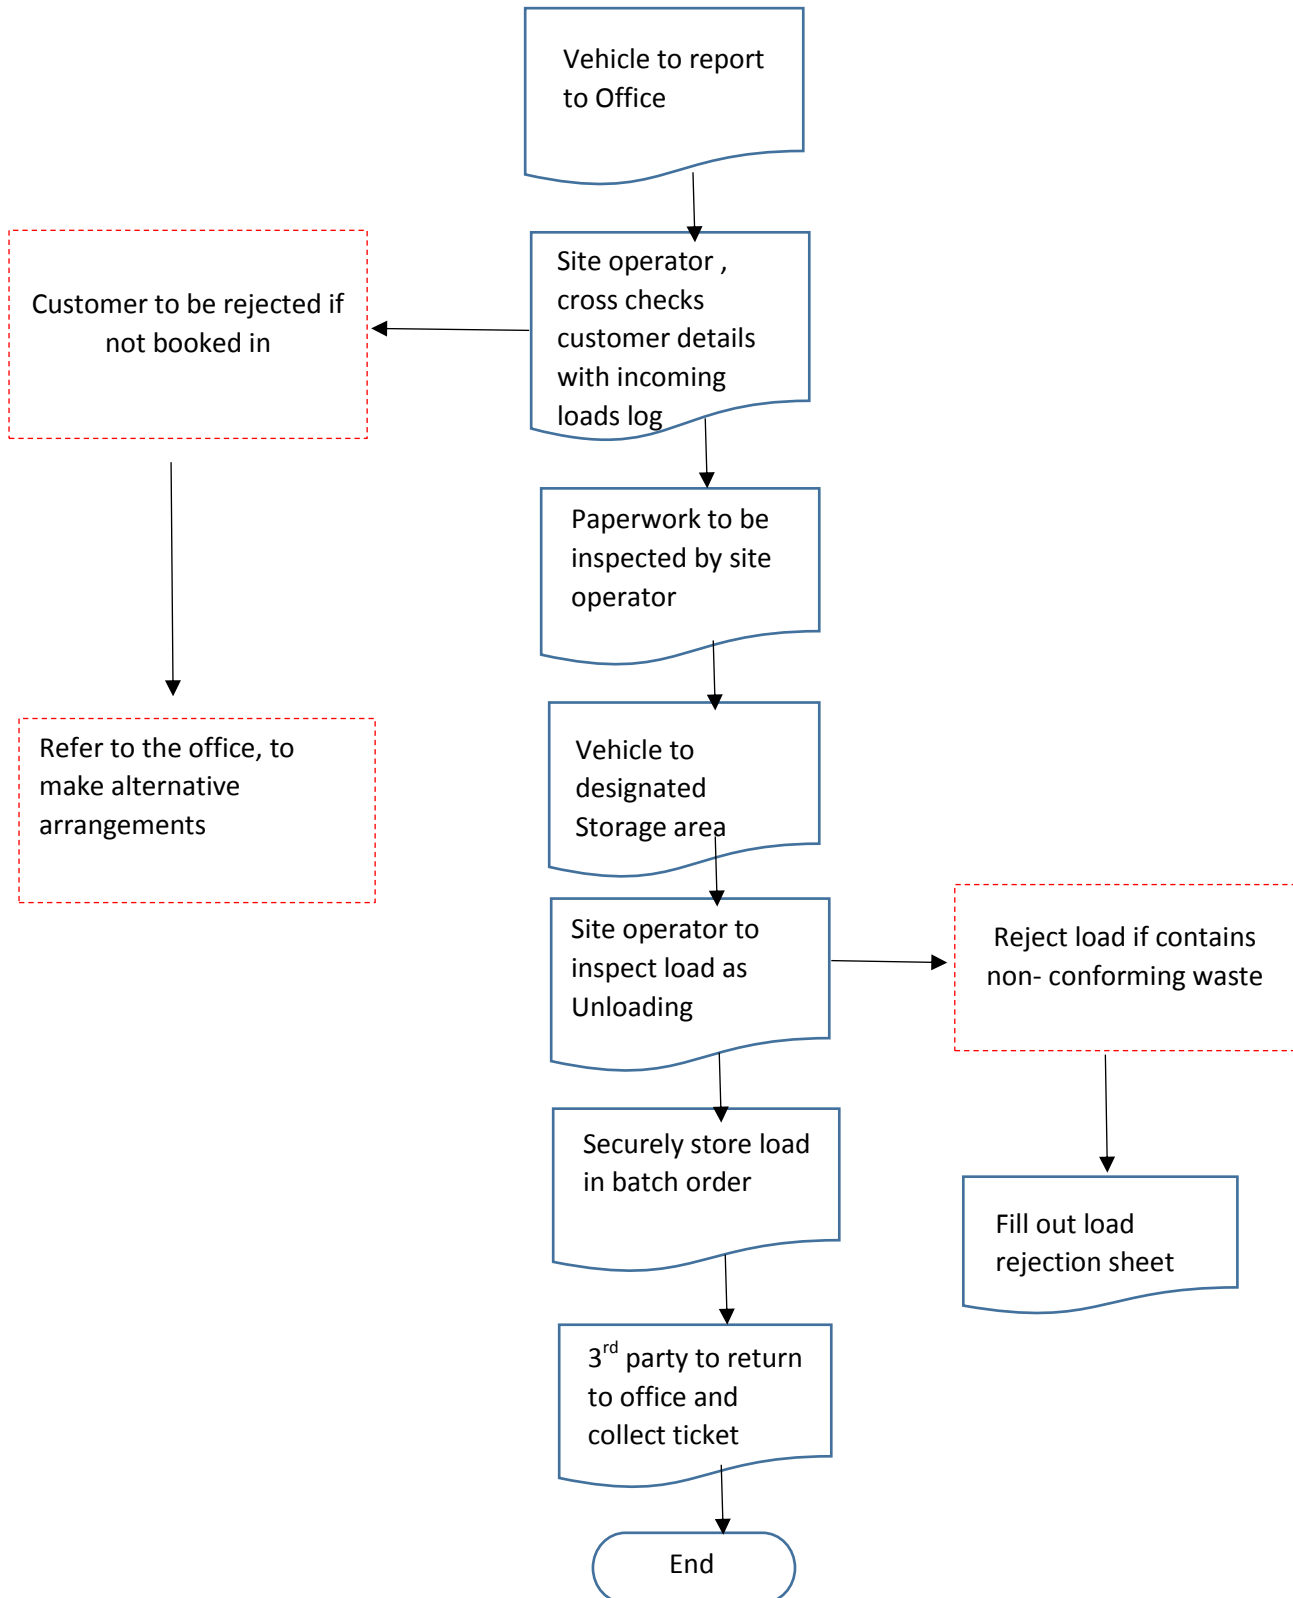 Vehicle to report
to Office
Site operator ,
cross checks
customer details
with incoming
loads log
Customer to be rejected if
not booked in
Refer to the office, to
make alternative
arrangements
Paperwork to be
inspected by site
operator
Vehicle to
designated
Storage area
Site operator to
inspect load as
Unloading
Reject load if contains
non- conforming waste
Fill out load
rejection sheet
Securely store load
in batch order
3rd party to return
to office and
collect ticket
End